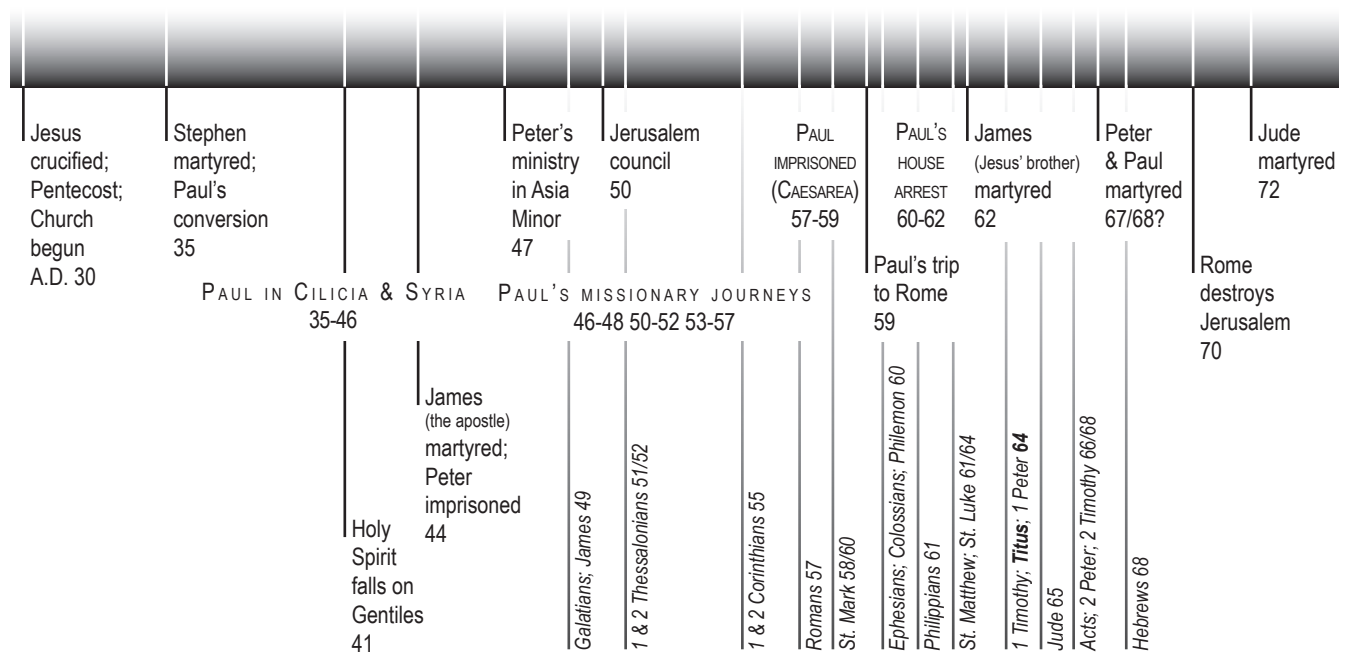 Jesus
crucified;
Pentecost;
Church
begun
A.D. 30
Stephen
martyred;
Paul's
conversion
35
Peter's
ministry
in Asia
Minor
47
Jerusalem
council
50
Paul
imprisoned
(Caesarea)
57-59
Paul's
house
arrest
60-62
James
(Jesus' brother)
martyred
62
Peter
& Paul
martyred
67/68?
Jude
martyred
72
Paul's trip
to Rome
59
Rome
destroys
Jerusalem
70
Paul in Cilicia & Syria
35-46
Paul's missionary journeys
46-48 50-52 53-57
James
(the apostle)
martyred;
Peter
imprisoned
44
Holy
Spirit
falls on
Gentiles
41
Galatians; James 49
1 & 2 Thessalonians 51/52
1 & 2 Corinthians 55
Romans 57
St. Mark 58/60
Ephesians; Colossians; Philemon 60
Philippians 61
St. Matthew; St. Luke 61/64
1 Timothy; Titus; 1 Peter 64
Jude 65
Acts; 2 Peter; 2 Timothy 66/68
Hebrews 68